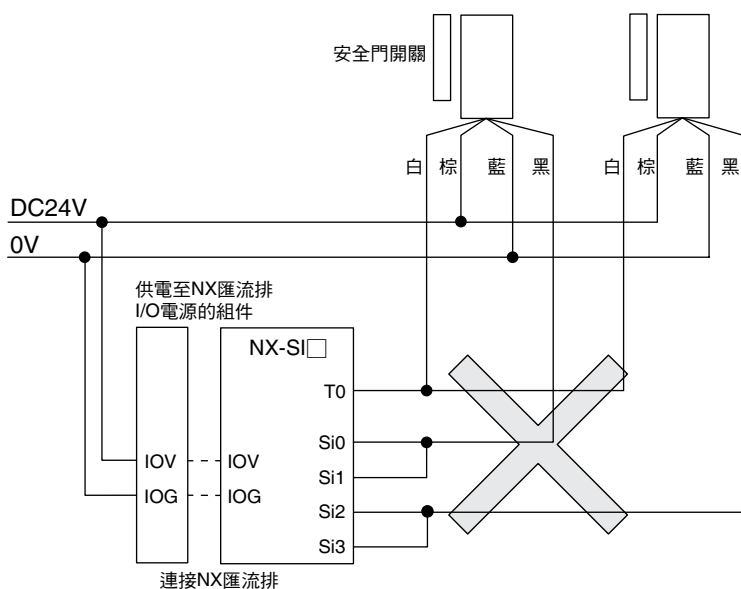 安全門開關
白 棕 藍 黑 白 棕 藍 黑
DC24V
0V
供電至NX匯流排
I/O電源的組件
NX-SI□
T0
Si0
IOV IOV
Si1
IOG IOG
Si2
Si3
連接NX匯流排